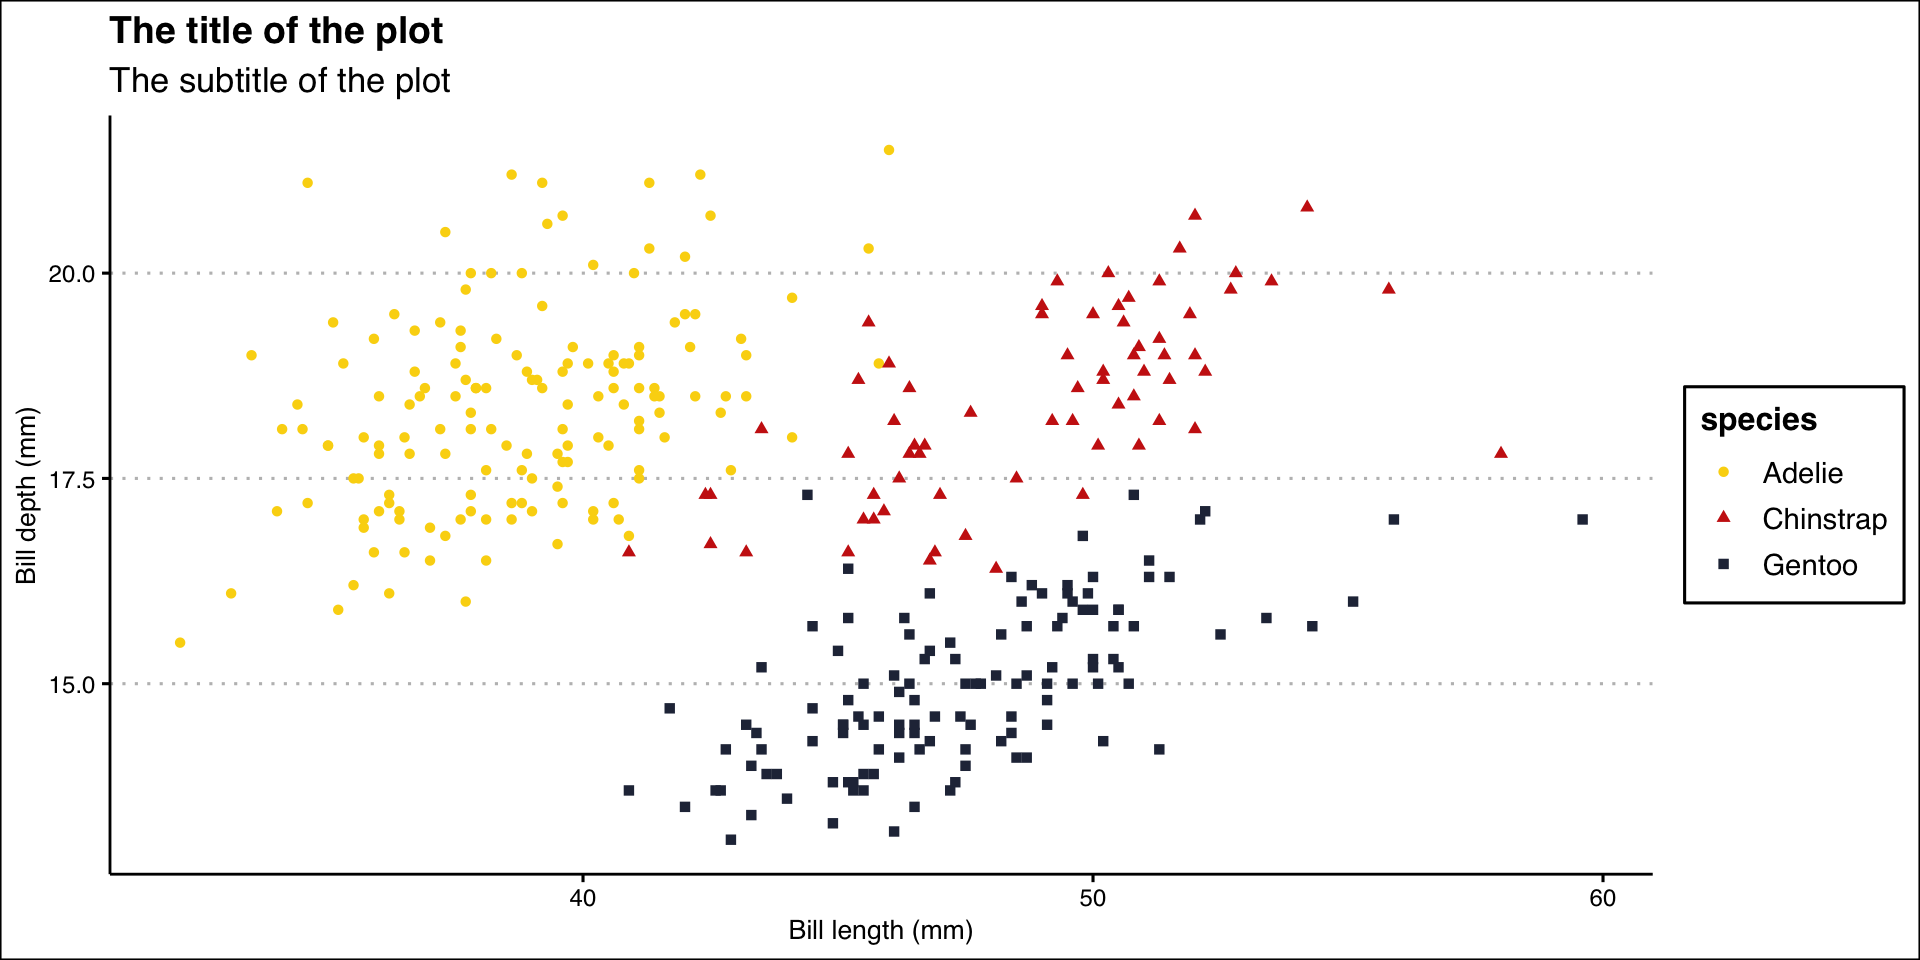 The title of the plot
The subtitle of the plot
Bill depth (mm)
20.0
17.5
15.0
40
50
60
Bill length (mm)
species
Adelie
Chinstrap
Gentoo